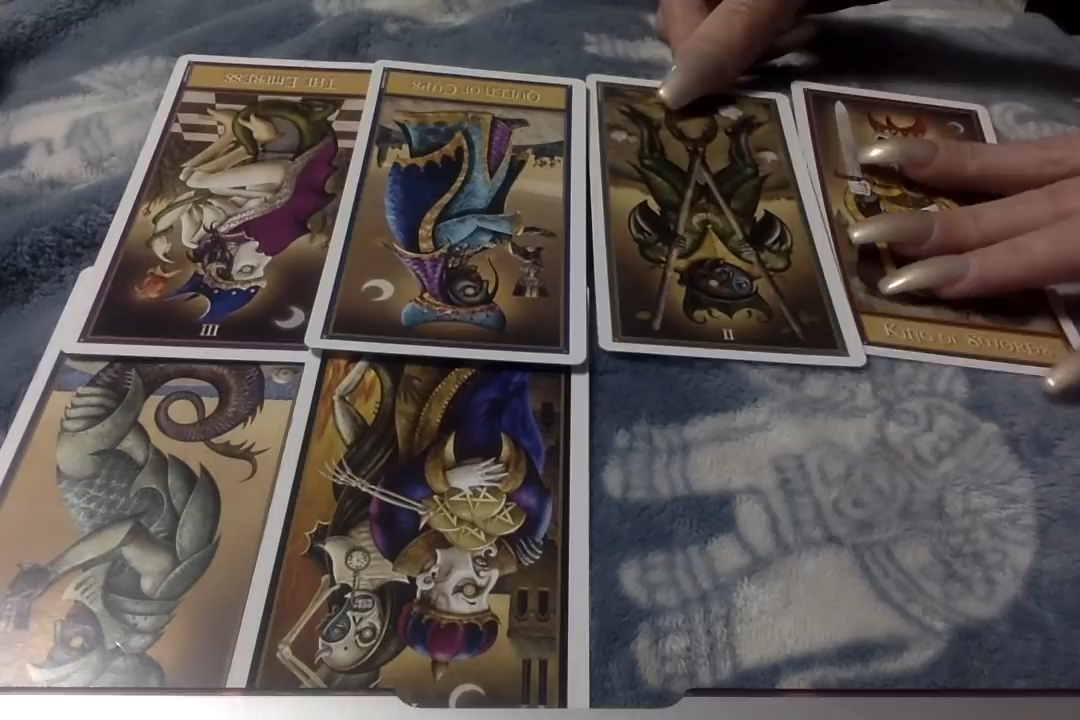 THE EMPRESS
QUEEN OF CUPS
III
II
KING OF SWORDS